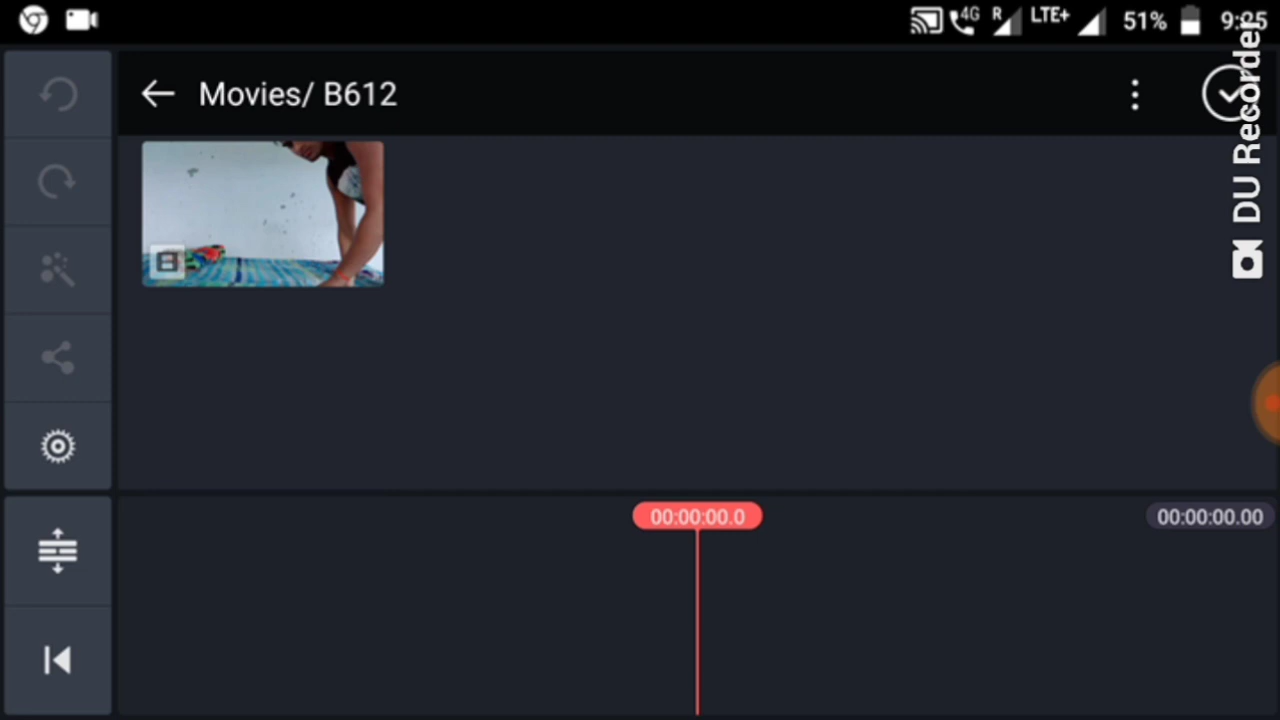 4G R LTE+ 51% 9:25
Movies/ B612
DU Recorder
00:00:00.0
00:00:00.00